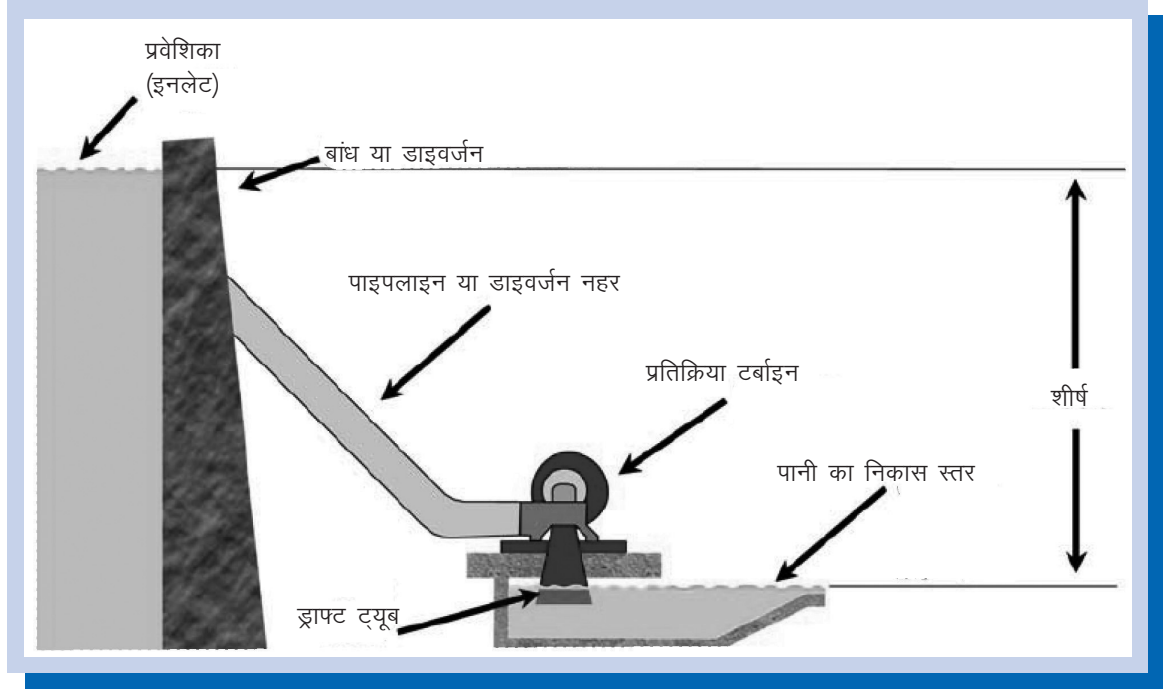 प्रवेशिका
(इनलेट)
बांध या डाइवर्जन
पाइपलाइन या डाइवर्जन नहर
प्रतिक्रिया टर्बाइन
शीर्ष
पानी का निकास स्तर
ड्राफ्ट ट्यूब